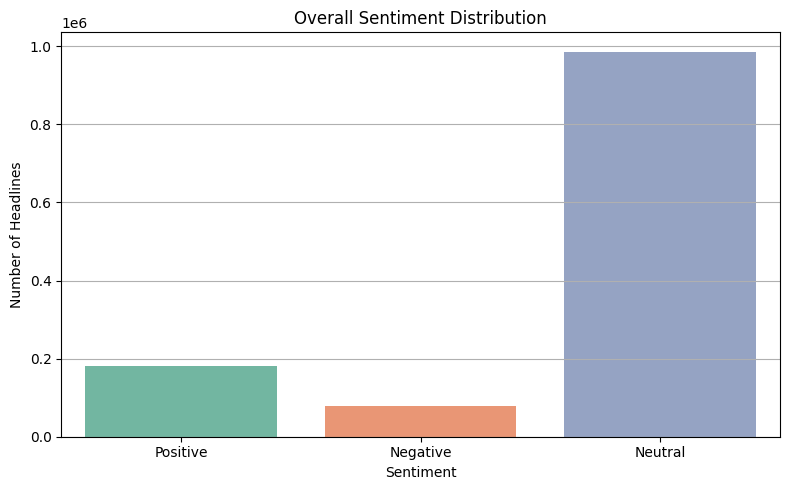 Overall Sentiment Distribution
1e6
1.0
0.8
0.6
0.4
0.2
0.0
Number of Headlines
Positive
Negative
Neutral
Sentiment